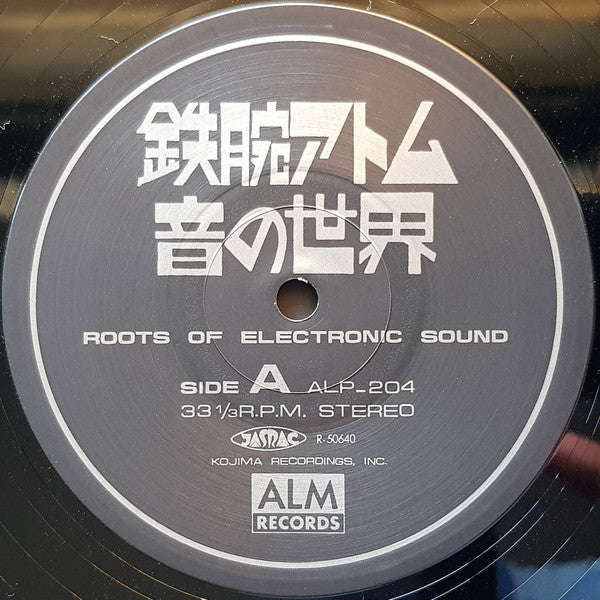 鉄腕アトム
音の世界
ROOTS OF ELECTRONIC SOUND
SIDE A ALP-204
33 1/3 R.P.M. STEREO
JASRAC R-50640
KOJIMA RECORDINGS, INC.
ALM
RECORDS